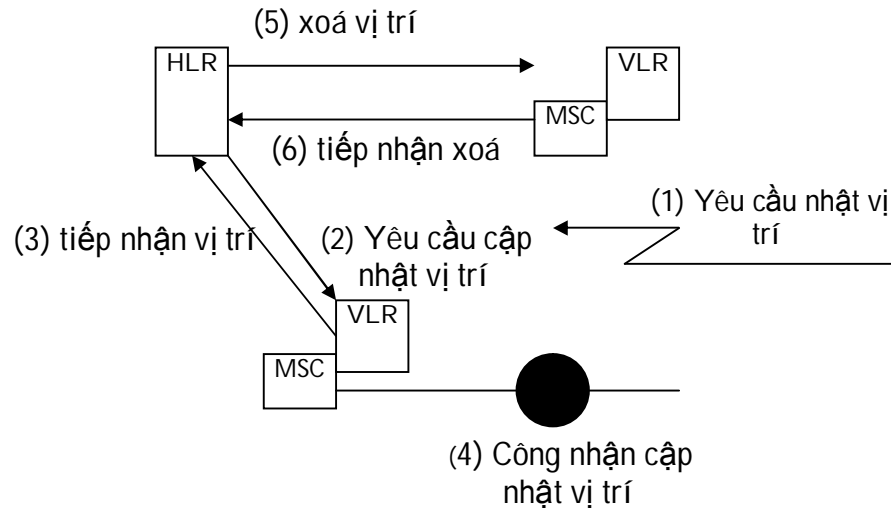 (5) xoá vị trí
HLR
VLR
MSC
(6) tiếp nhận xoá
(1) Yêu cầu nhật vị
trí
(3) tiếp nhận vị trí
(2) Yêu cầu cập
nhật vị trí
VLR
MSC
(4) Công nhận cập
nhật vị trí